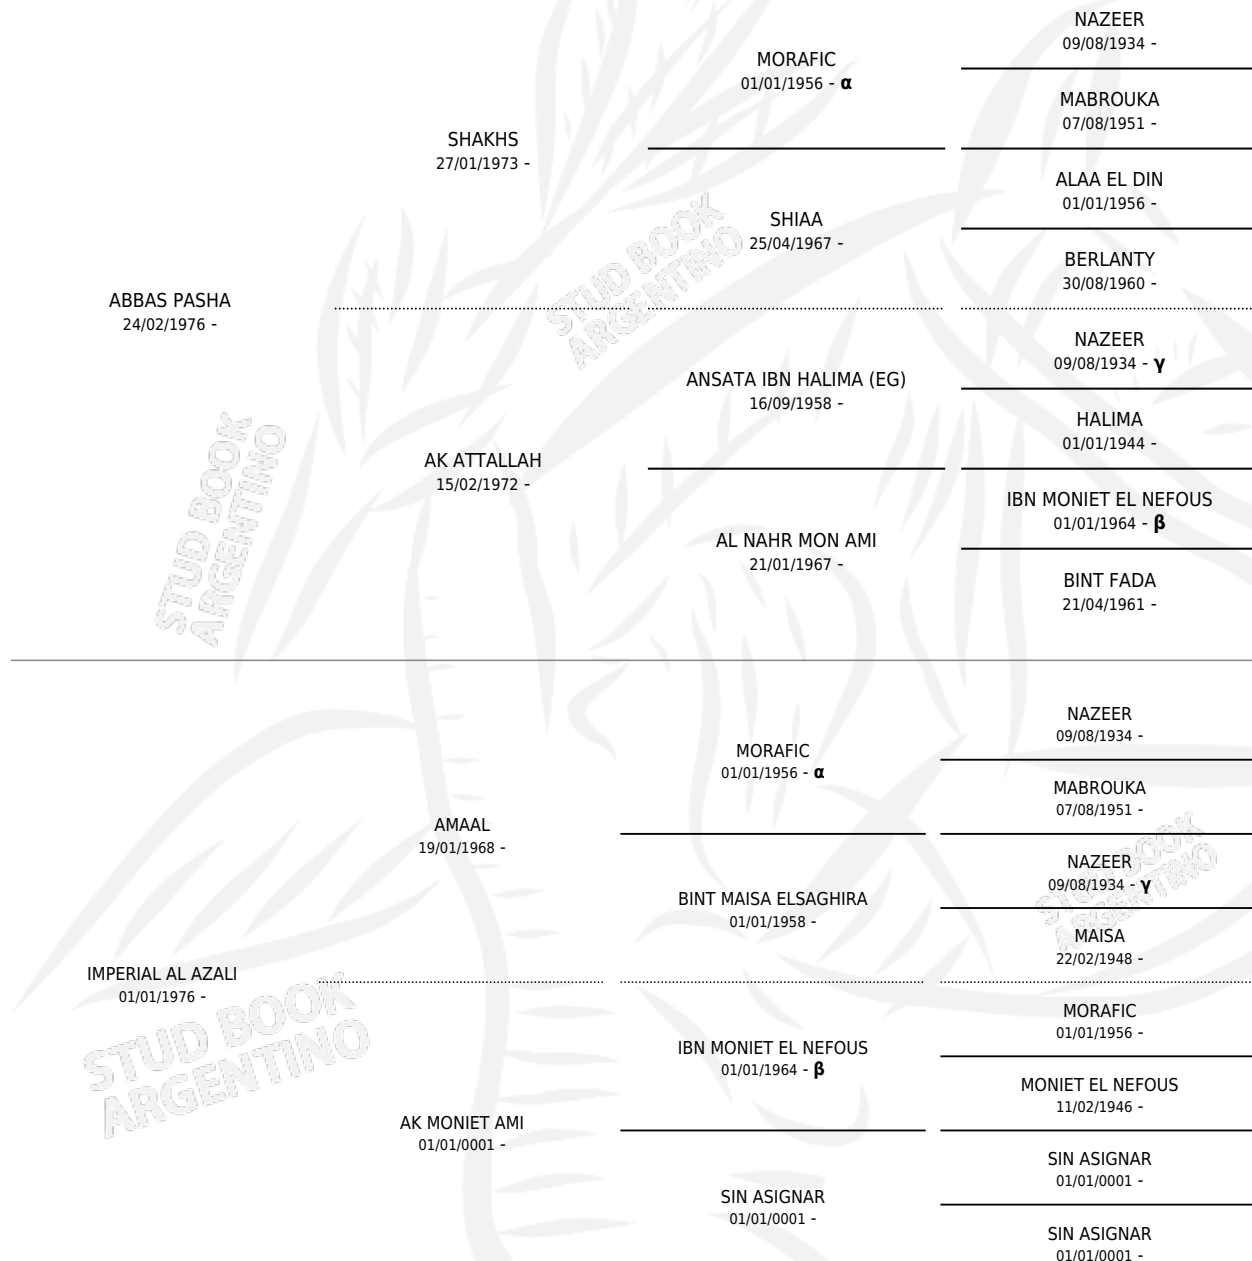 NAZEER
09/08/1934 -
MORAFIC
01/01/1956 - α
MABROUKA
07/08/1951 -
SHAKHS
27/01/1973 -
ALAA EL DIN
01/01/1956 -
SHIAA
25/04/1967 -
BERLANTY
30/08/1960 -
ABBAS PASHA
24/02/1976 -
NAZEER
09/08/1934 - γ
ANSATA IBN HALIMA (EG)
16/09/1958 -
HALIMA
01/01/1944 -
AK ATTALLAH
15/02/1972 -
IBN MONIET EL NEFOUS
01/01/1964 - β
AL NAHR MON AMI
21/01/1967 -
BINT FADA
21/04/1961 -
NAZEER
09/08/1934 -
MORAFIC
01/01/1956 - α
MABROUKA
07/08/1951 -
AMAAL
19/01/1968 -
NAZEER
09/08/1934 - γ
BINT MAISA ELSAGHIRA
01/01/1958 -
MAISA
22/02/1948 -
IMPERIAL AL AZALI
01/01/1976 -
MORAFIC
01/01/1956 -
IBN MONIET EL NEFOUS
01/01/1964 - β
MONIET EL NEFOUS
11/02/1946 -
AK MONIET AMI
01/01/0001 -
SIN ASIGNAR
01/01/0001 -
SIN ASIGNAR
01/01/0001 -
SIN ASIGNAR
01/01/0001 -
STUD BOOK
ARGENTINO
STUD BOOK
ARGENTINO
STUD BOOK
ARGENTINO
STUD BOOK
ARGENTINO